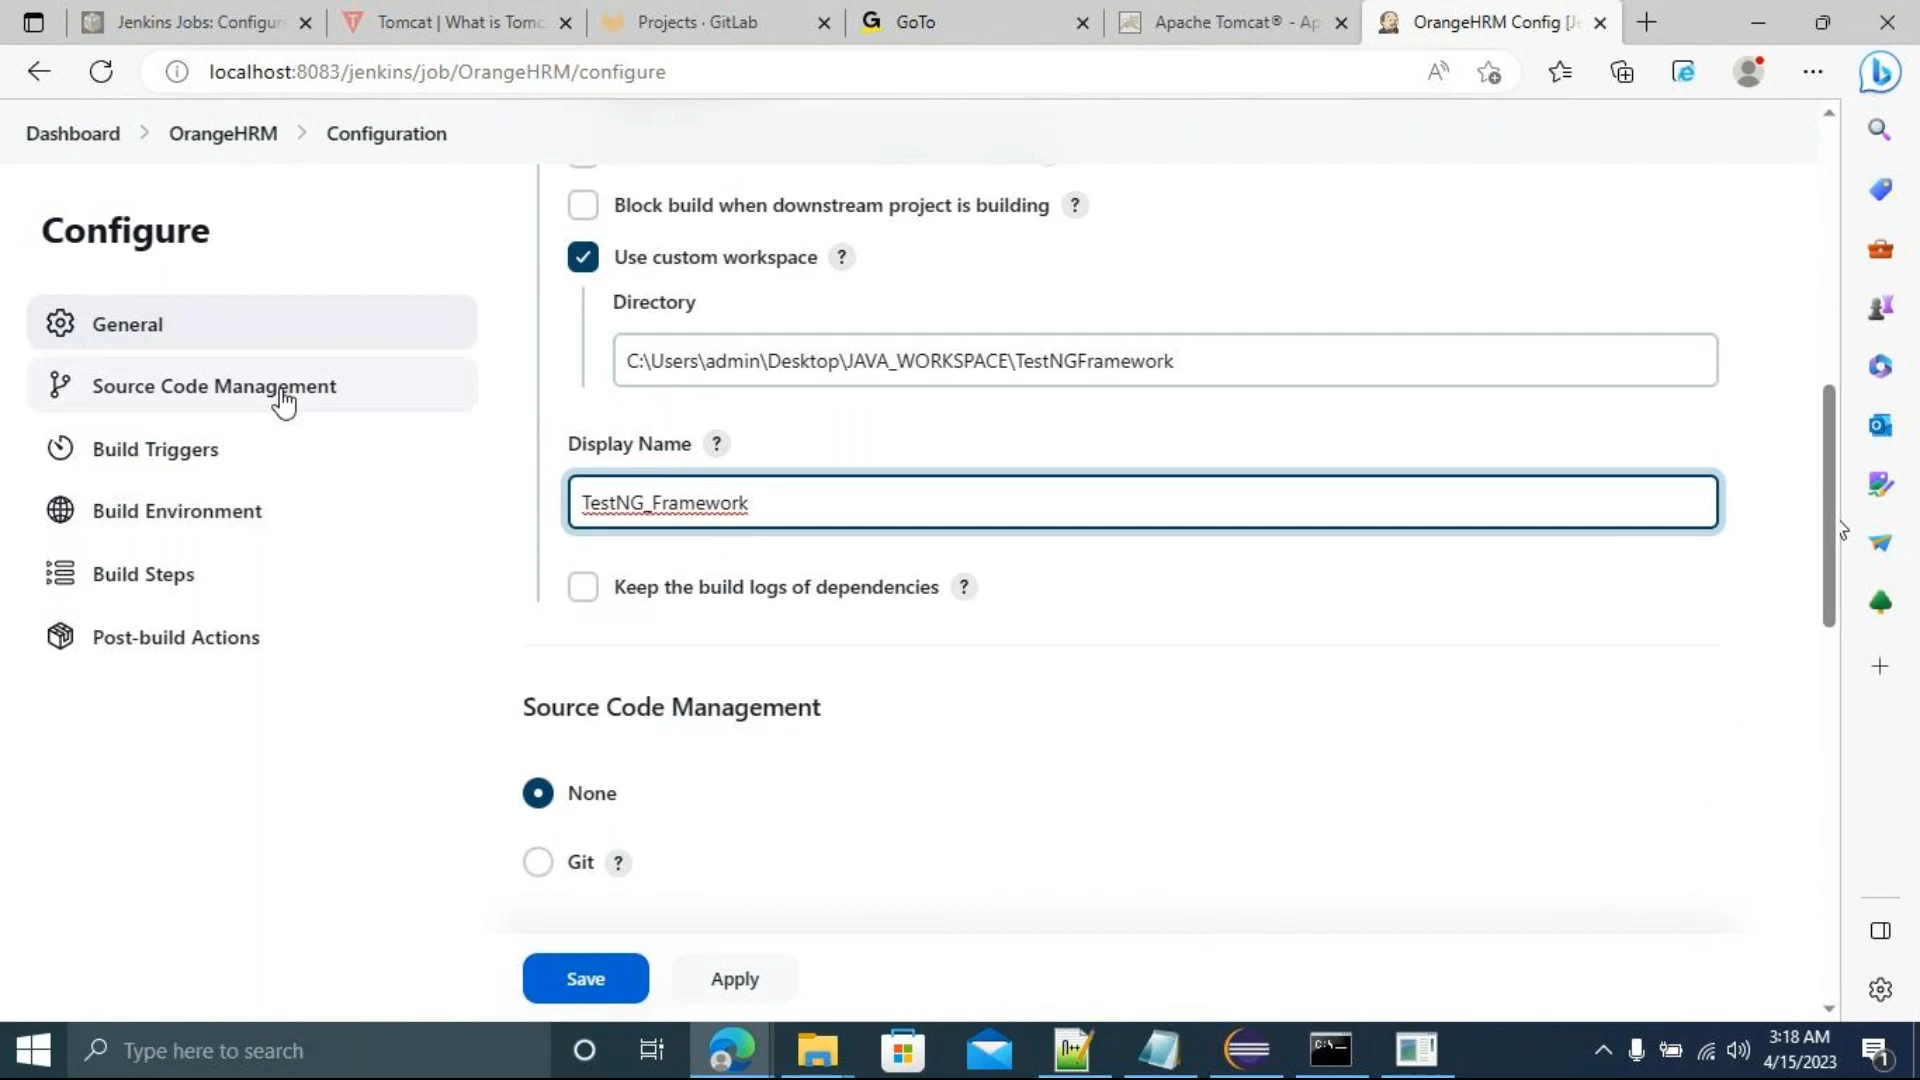 Jenkins Jobs: Configur
Tomcat | What is Tomc
Projects · GitLab
GoTo
Apache Tomcat® - Ap
OrangeHRM Config [Je
localhost:8083/jenkins/job/OrangeHRM/configure
Dashboard
OrangeHRM
Configuration
Configure
General
Source Code Management
Build Triggers
Build Environment
Build Steps
Post-build Actions
Block build when downstream project is building ?
Use custom workspace ?
Directory
C:\Users\admin\Desktop\JAVA_WORKSPACE\TestNGFramework
Display Name ?
TestNG_Framework
Keep the build logs of dependencies ?
Source Code Management
None
Git ?
Save
Apply
Type here to search
3:18 AM
4/15/2023
1